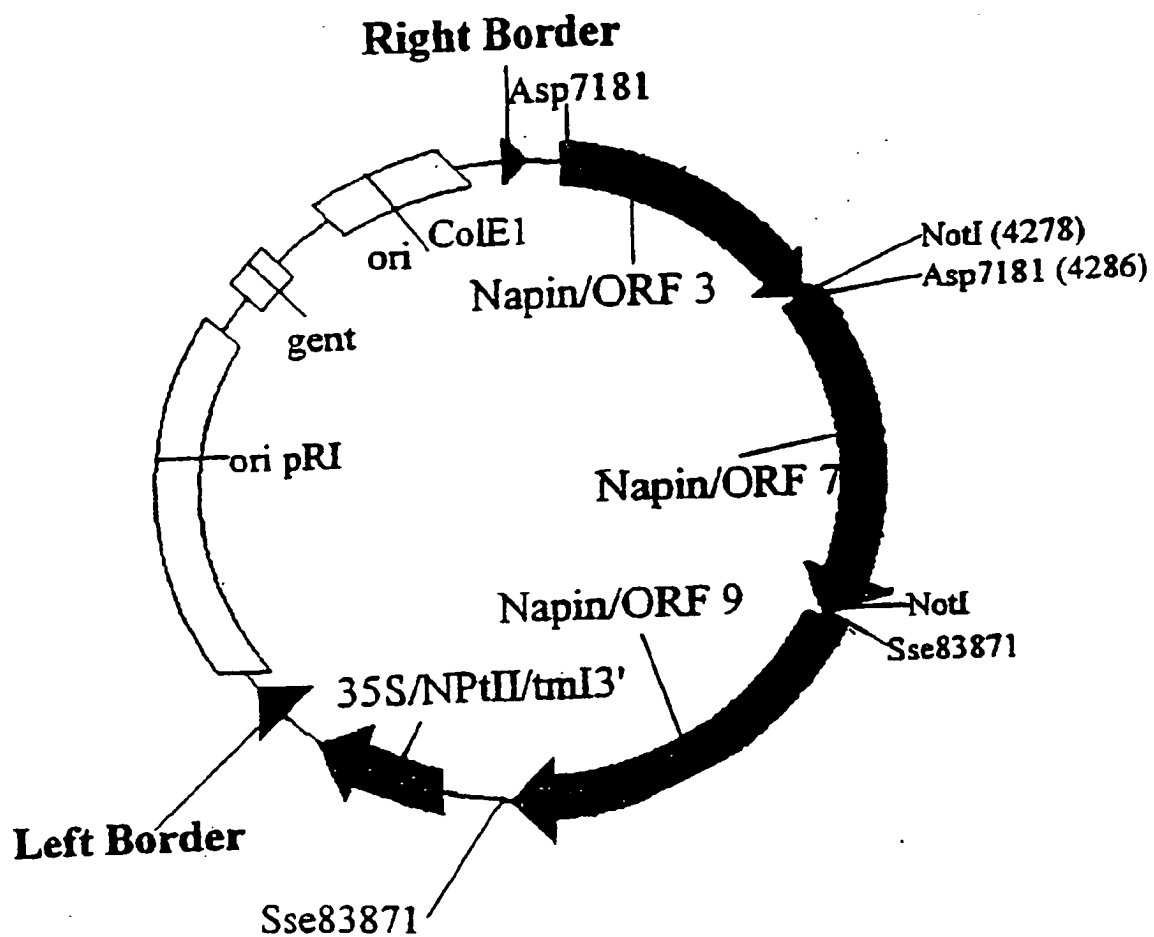 Right Border
Asp7181
ori
ColE1
Napin/ORF 3
NotI (4278)
Asp7181 (4286)
gent
ori pRI
Napin/ORF 7
Napin/ORF 9
NotI
Sse83871
35S/NPtII/tmI3'
Left Border
Sse83871